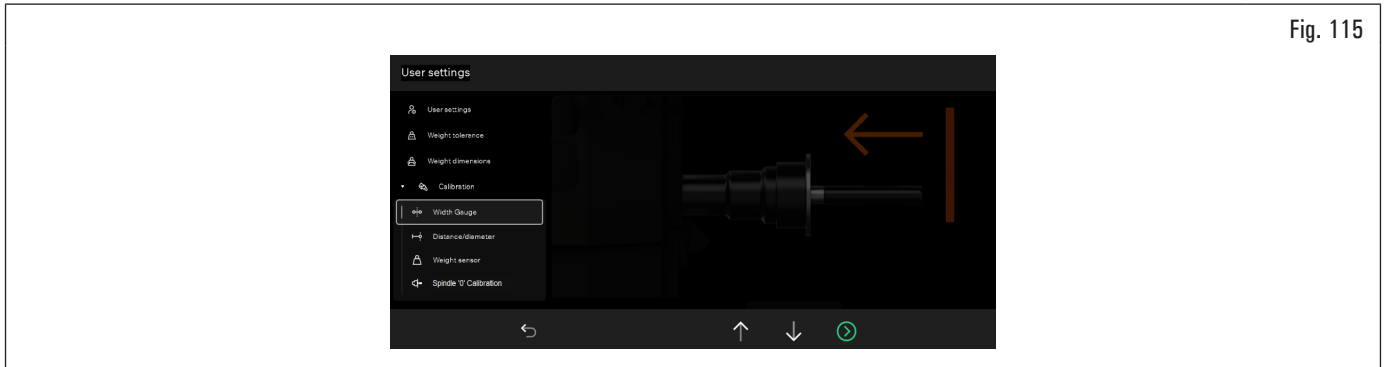 Fig. 115
User settings
User settings
Weight tolerance
Weight dimensions
Calibration
Width Gauge
Distance/diameter
Weight sensor
Spindle '0' Calibration